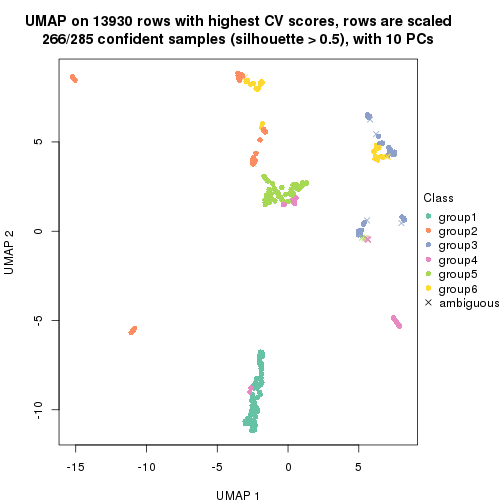 UMAP on 13930 rows with highest CV scores, rows are scaled
266/285 confident samples (silhouette > 0.5), with 10 PCs
5
0
-5
-10
UMAP 2
-15
-10
-5
0
5
UMAP 1
Class
group1
group2
group3
group4
group5
group6
ambiguous